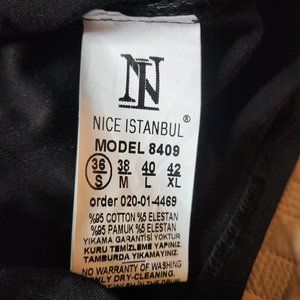 NI
NICE ISTANBUL®
MODEL 8409
36 38 40 42
S M L XL
order 020-01-4469
%95 COTTON %5 ELESTAN
%95 PAMUK %5 ELESTAN
YIKAMA GARANTİSİ YOKTUR
KURU TEMİZLEME YAPINIZ.
TAMBURDA YIKAMAYINIZ.
NO WARRANTY OF WASHING
ONLY DRY-CLEANING.